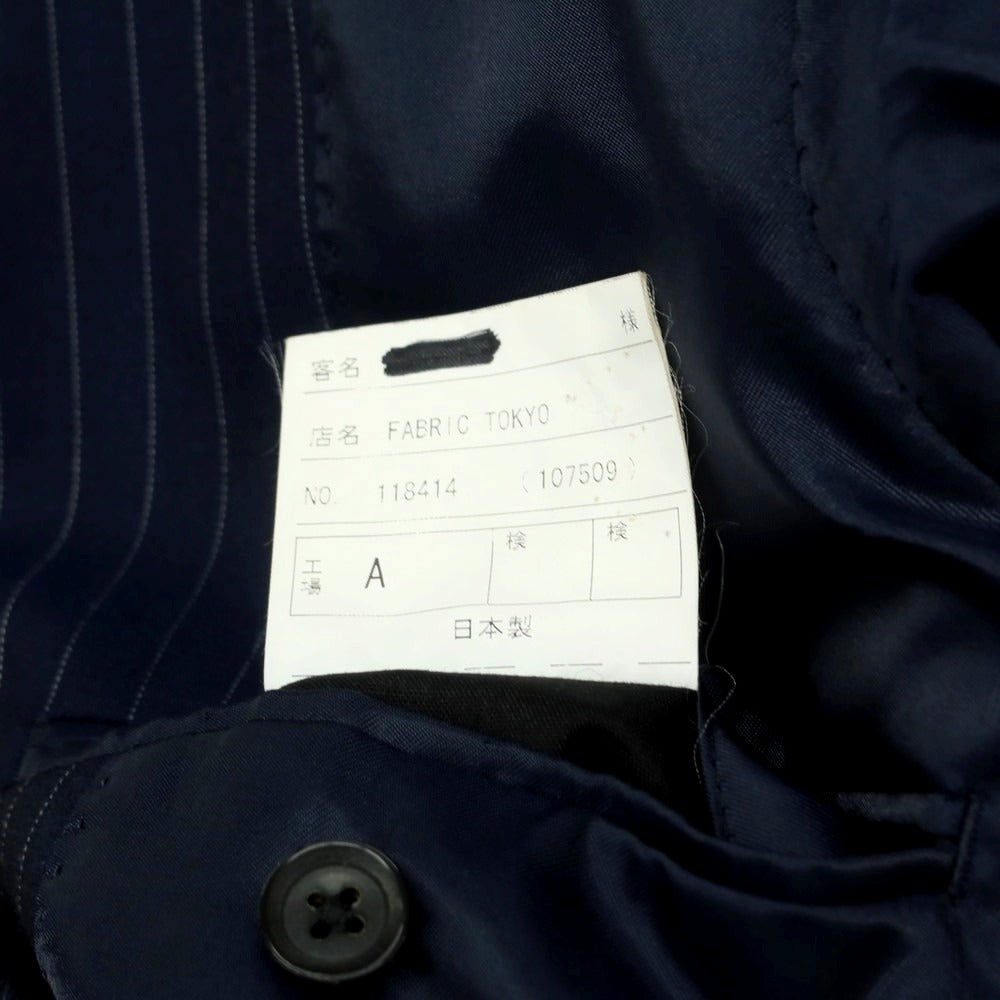 客名 様
店名 FABRIC TOKYO
NO. 118414 (107509)
工場 A 検 検
日本製